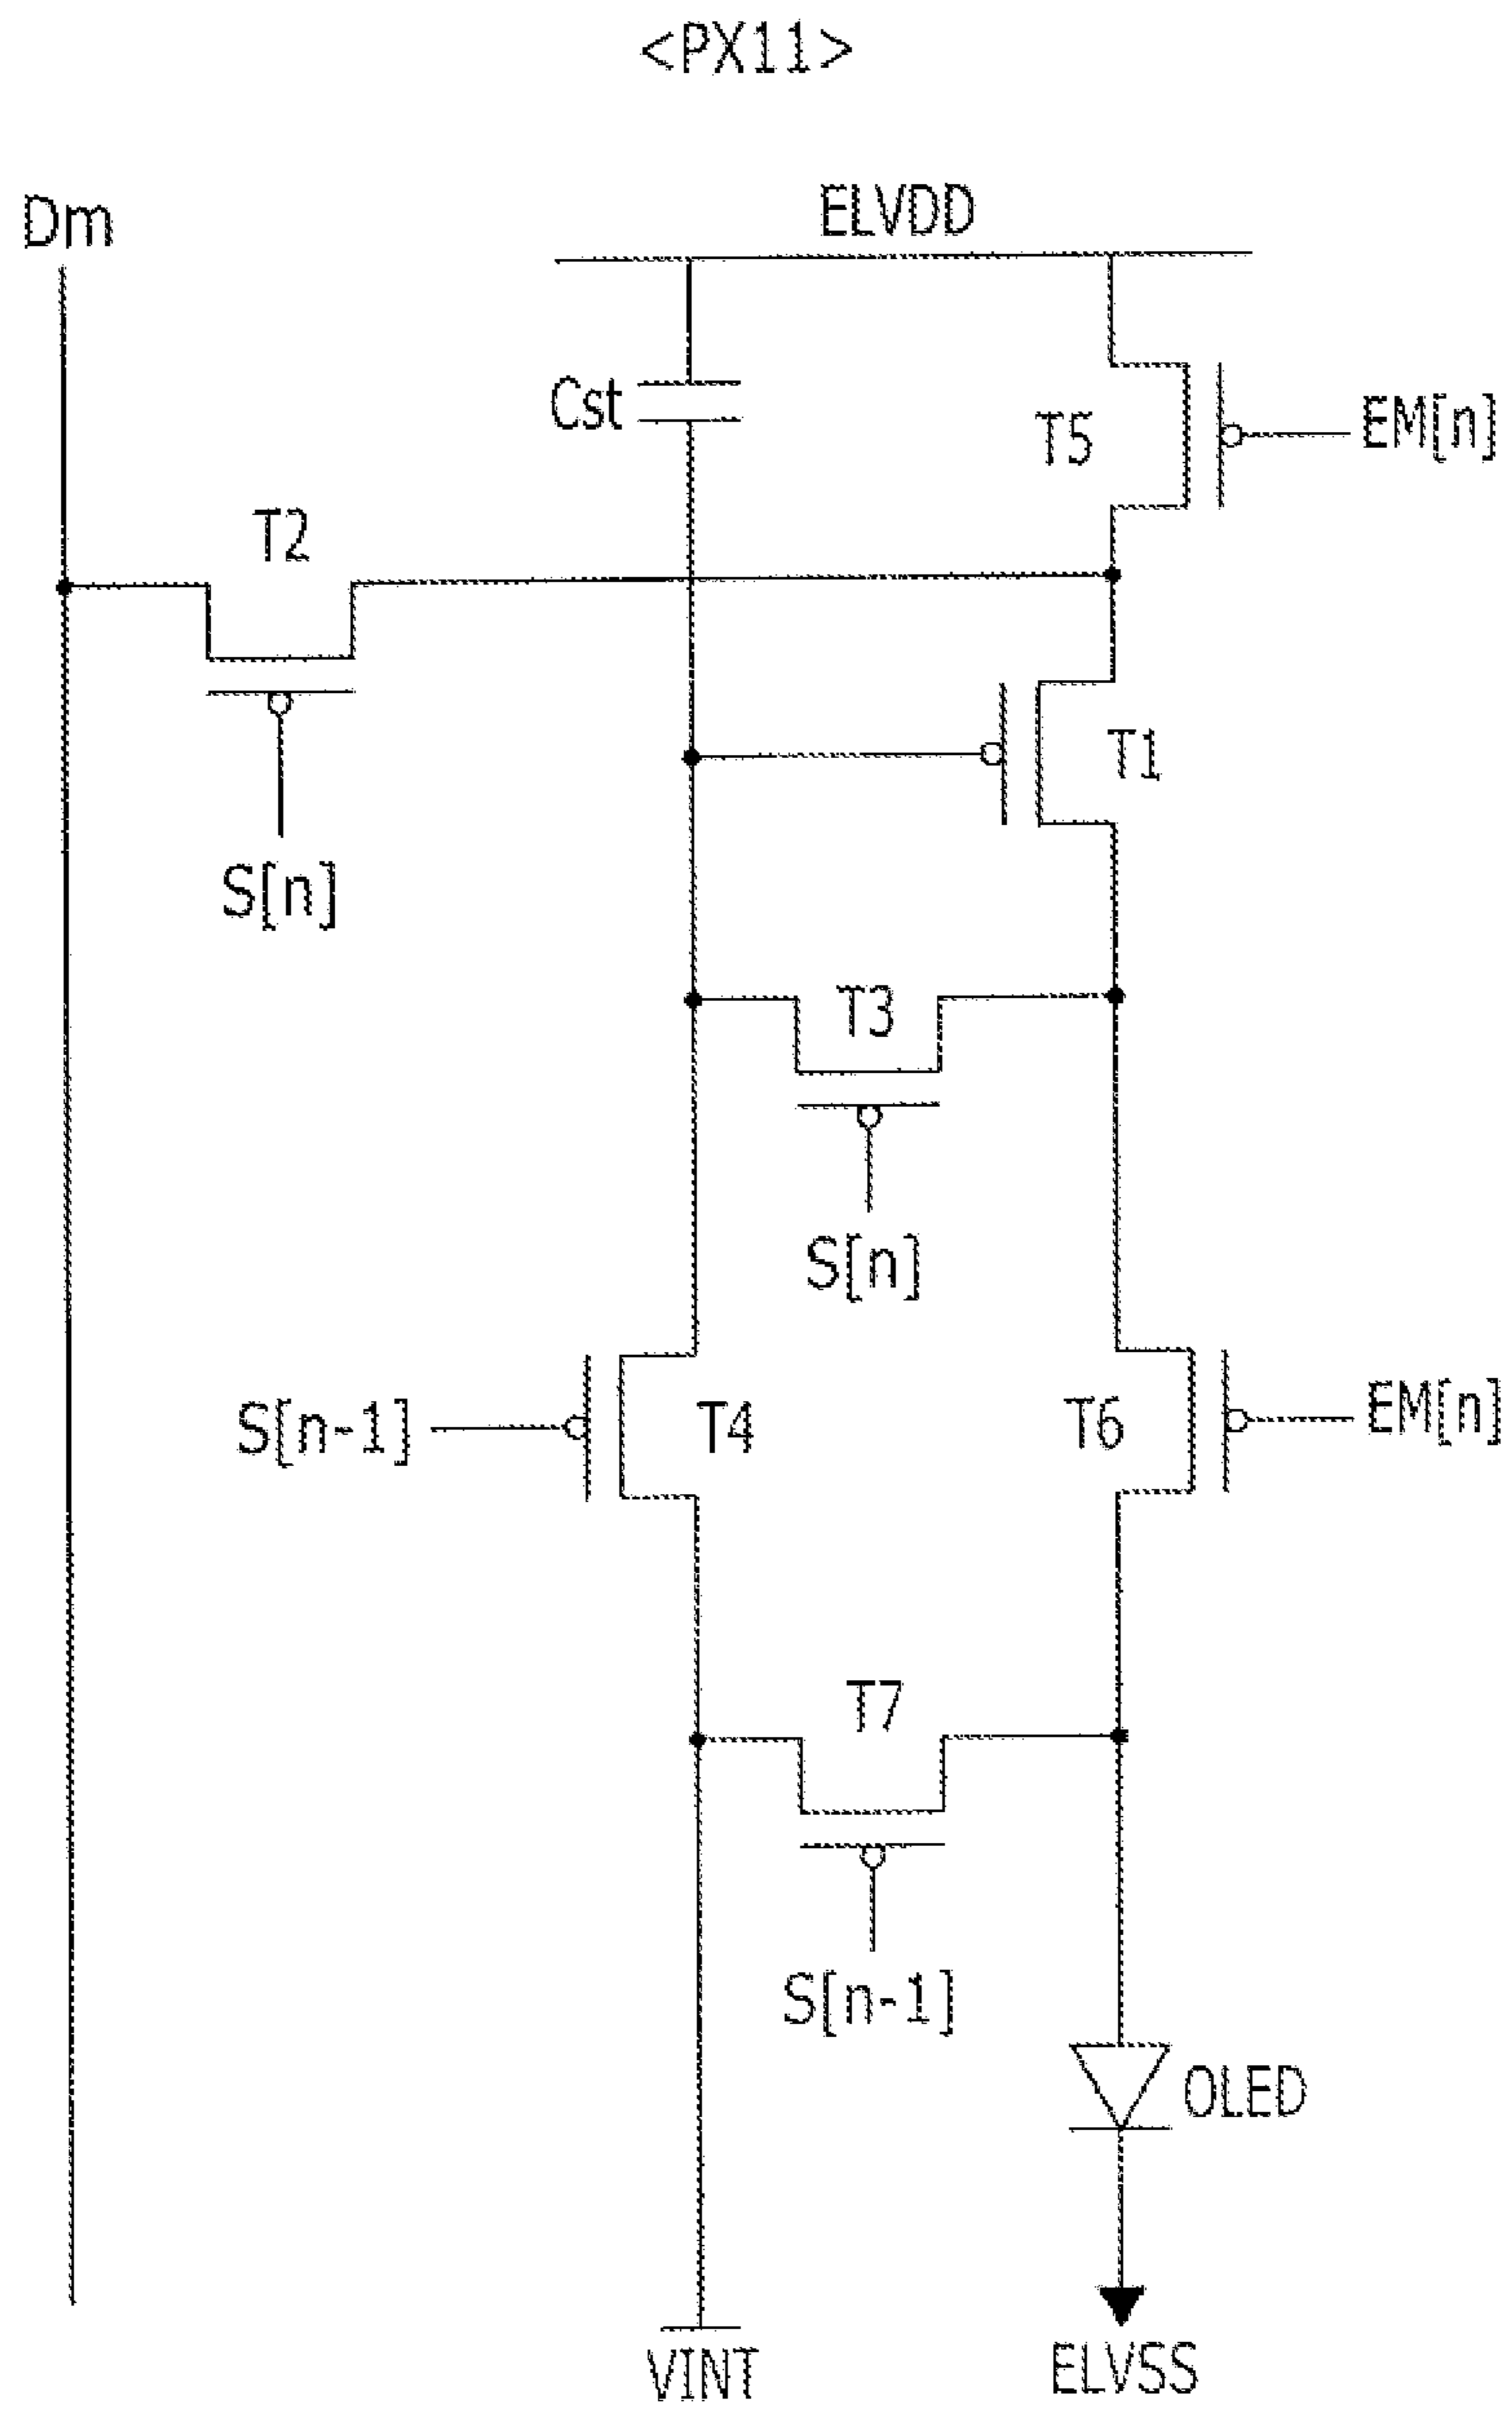 <PX11>
Dm
ELVDD
Cst
T5
EM[n]
T2
T1
S[n]
T3
S[n]
S[n-1]
T4
T6
EM[n]
T7
S[n-1]
OLED
VINT
ELVSS